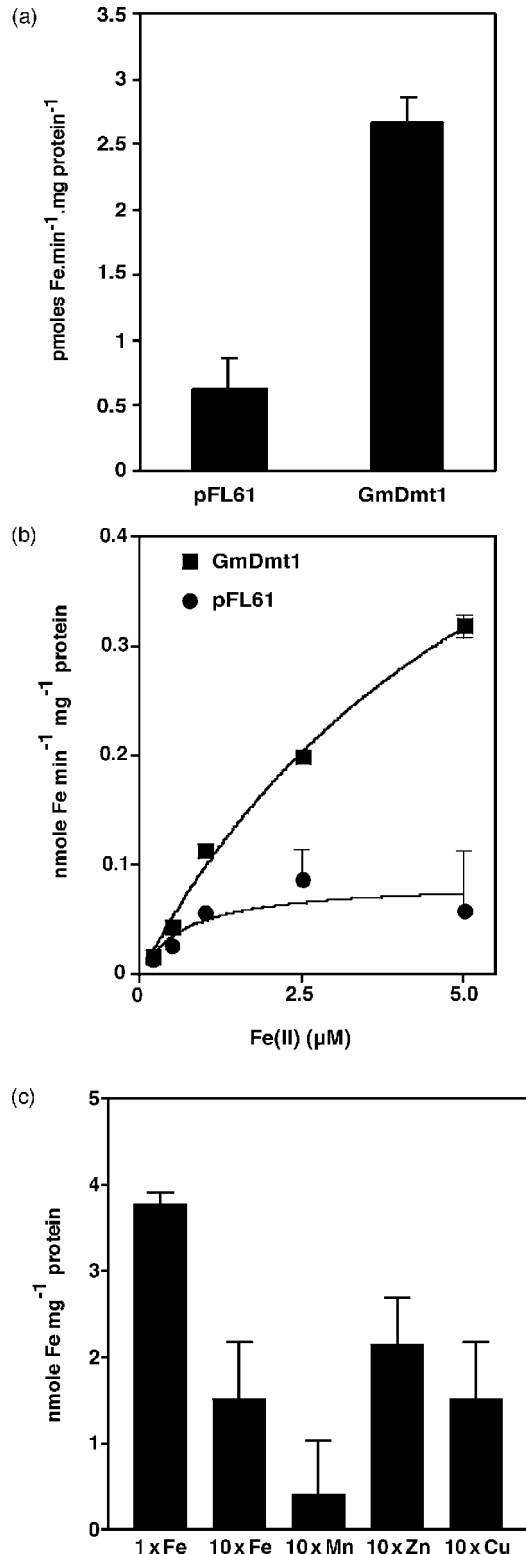 (a)
pmoles Fe.min⁻¹.mg protein⁻¹
3.5
3
2.5
2
1.5
1
0.5
0
pFL61 GmDmt1
(b)
nmole Fe min⁻¹ mg⁻¹ protein
0.4
0.3
0.2
0.1
0
GmDmt1
pFL61
0 2.5 5.0
Fe(II) (µM)
(c)
nmole Fe mg⁻¹ protein
5
4
3
2
1
0
1 x Fe 10 x Fe 10 x Mn 10 x Zn 10 x Cu